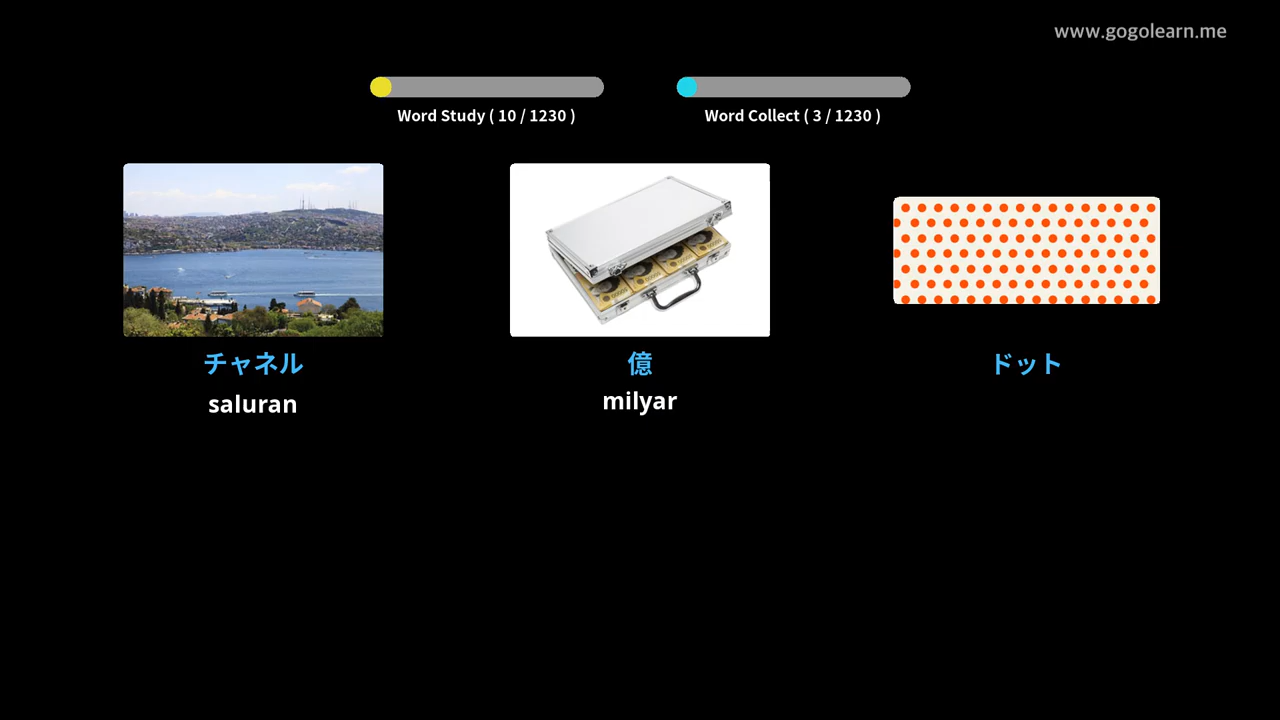 www.gogolearn.me
Word Study ( 10 / 1230 )
Word Collect ( 3 / 1230 )
チャネル
億
ドット
saluran
milyar